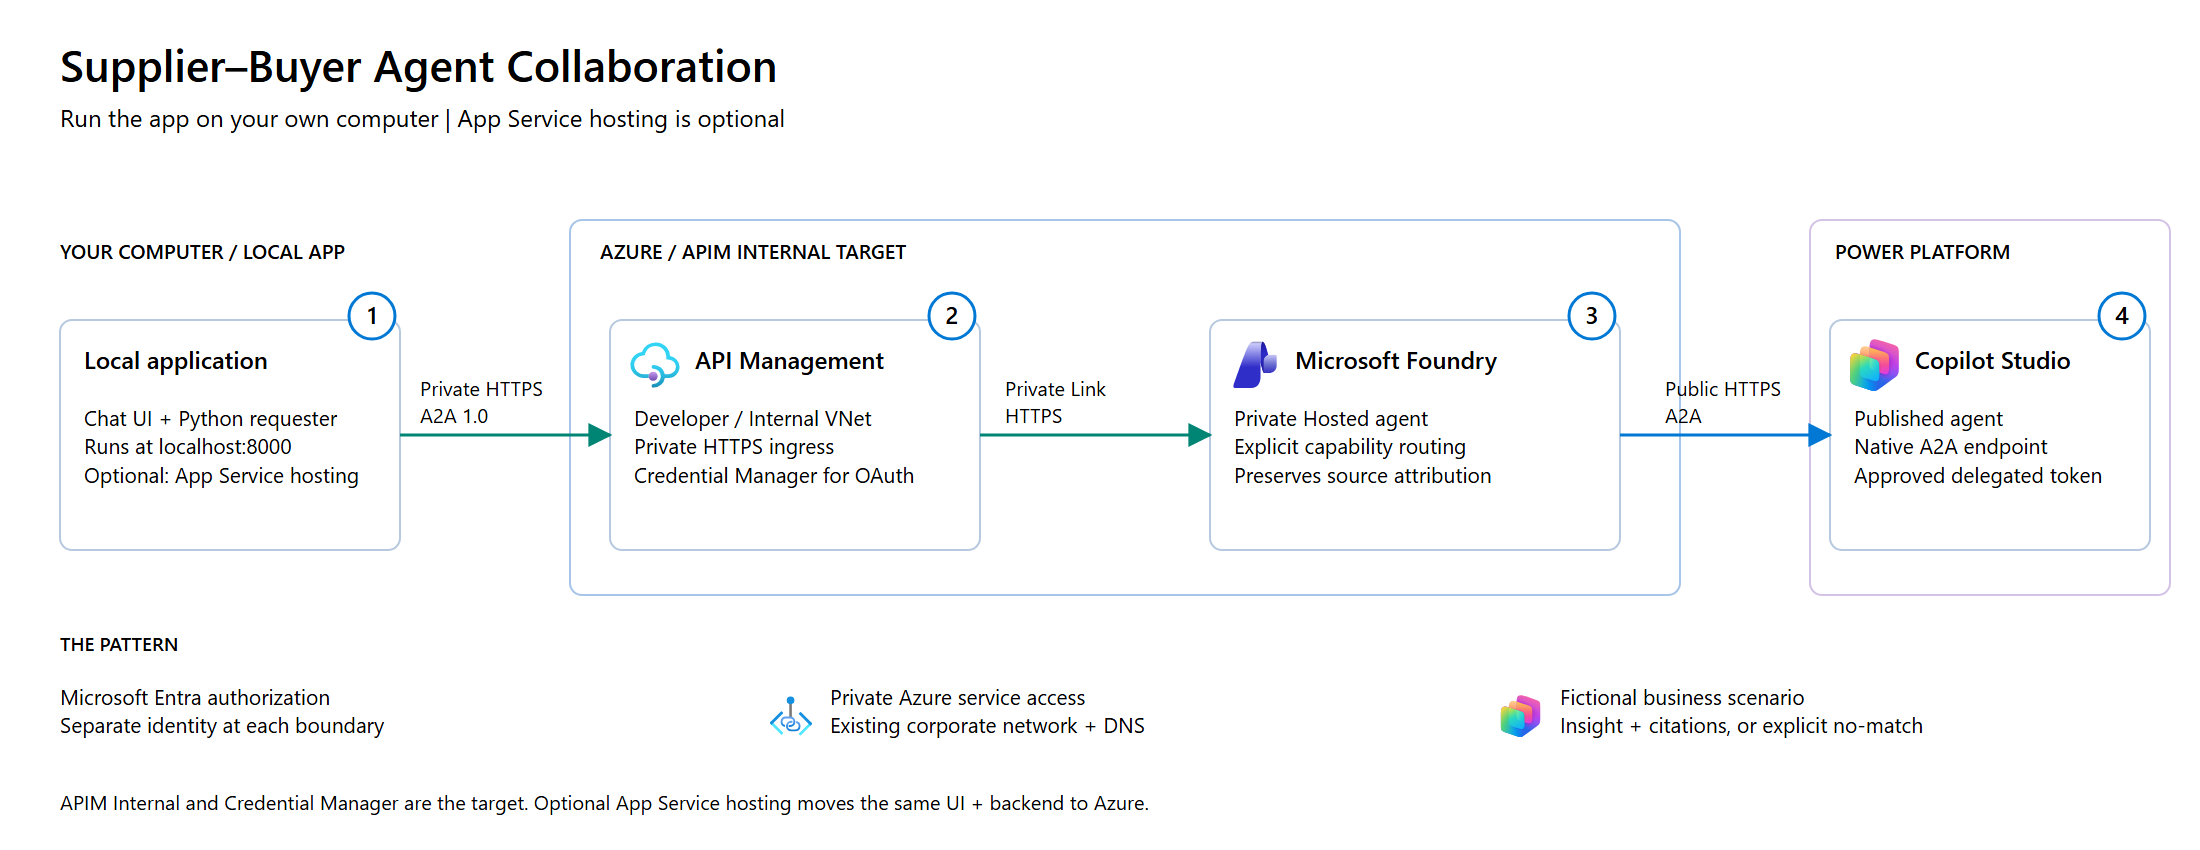 Supplier–Buyer Agent Collaboration
Run the app on your own computer | App Service hosting is optional
YOUR COMPUTER / LOCAL APP
1
Local application
Chat UI + Python requester
Runs at localhost:8000
Optional: App Service hosting
Private HTTPS
A2A 1.0
AZURE / APIM INTERNAL TARGET
2
API Management
Developer / Internal VNet
Private HTTPS ingress
Credential Manager for OAuth
Private Link
HTTPS
3
Microsoft Foundry
Private Hosted agent
Explicit capability routing
Preserves source attribution
Public HTTPS
A2A
POWER PLATFORM
4
Copilot Studio
Published agent
Native A2A endpoint
Approved delegated token
THE PATTERN
Microsoft Entra authorization
Separate identity at each boundary
Private Azure service access
Existing corporate network + DNS
Fictional business scenario
Insight + citations, or explicit no-match
APIM Internal and Credential Manager are the target. Optional App Service hosting moves the same UI + backend to Azure.